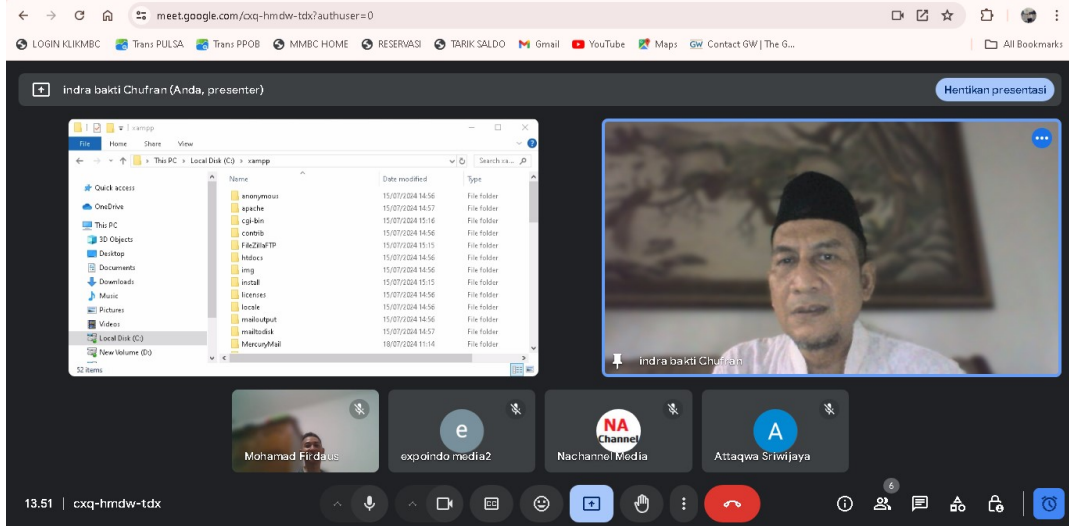 meet.google.com/cxq-hmdw-tdx?authuser=0
LOGIN KLIKMBC Trans PULSA Trans PPOB MMBC HOME RESERVASI TARIK SALDO Gmail YouTube Maps GW Contact GW | The G... All Bookmarks
indra bakti Chufran (Anda, presenter) Hentikan presentasi
xampp
File Home Share View
This PC > Local Disk (C:) > xampp Search xa...
Name Date modified Type
Quick access
OneDrive
This PC
3D Objects
Desktop
Documents
Downloads
Music
Pictures
Videos
Local Disk (C:)
New Volume (D:)
anonymous 15/07/2024 14:56 File folder
apache 15/07/2024 14:57 File folder
cgi-bin 15/07/2024 15:16 File folder
contrib 15/07/2024 14:56 File folder
FileZillaFTP 15/07/2024 15:15 File folder
htdocs 15/07/2024 14:56 File folder
img 15/07/2024 14:56 File folder
install 15/07/2024 15:15 File folder
licenses 15/07/2024 14:56 File folder
locale 15/07/2024 14:56 File folder
mailoutput 15/07/2024 14:56 File folder
mailtodisk 15/07/2024 14:57 File folder
MercuryMail 18/07/2024 11:14 File folder
52 items
indra bakti Chufran
Mohamad Firdaus
e
expoindo media2
NA
Channel
Nachannel Media
A
Attaqwa Sriwijaya
13.51 | cxq-hmdw-tdx
CC
6